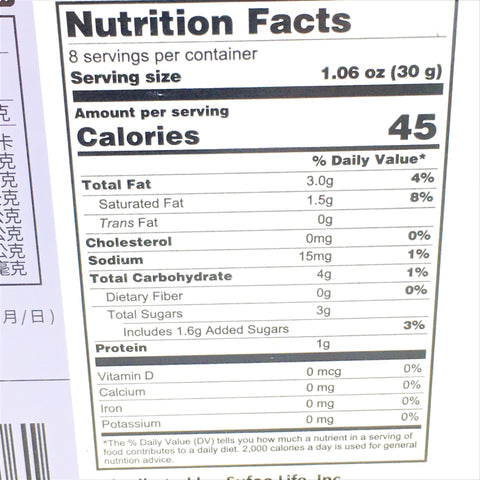 Nutrition Facts
8 servings per container
Serving size 1.06 oz (30 g)
Amount per serving
Calories 45
% Daily Value*
Total Fat 3.0g 4%
Saturated Fat 1.5g 8%
Trans Fat 0g
Cholesterol 0mg 0%
Sodium 15mg 1%
Total Carbohydrate 4g 1%
Dietary Fiber 0g 0%
Total Sugars 3g
Includes 1.6g Added Sugars 3%
Protein 1g
Vitamin D 0 mcg 0%
Calcium 0 mg 0%
Iron 0 mg 0%
Potassium 0 mg 0%
*The % Daily Value (DV) tells you how much a nutrient in a serving of
food contributes to a daily diet. 2,000 calories a day is used for general
nutrition advice.
克
卡
克
克
克
公克
公克
公克
毫克
月/日)